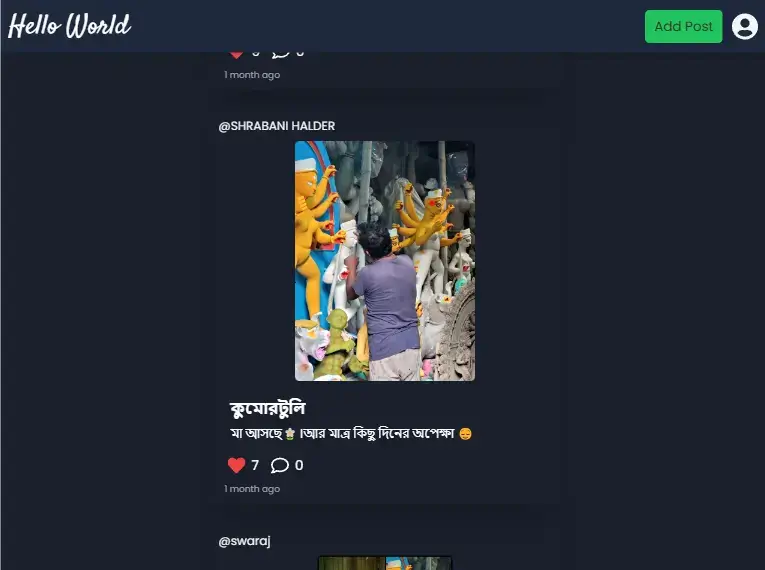 Hello World
Add Post
1 month ago
@SHRABANI HALDER
কুমোরটুলি
মা আসছে🌷।আর মাত্র কিছু দিনের অপেক্ষা 😌
7 0
1 month ago
@swaraj